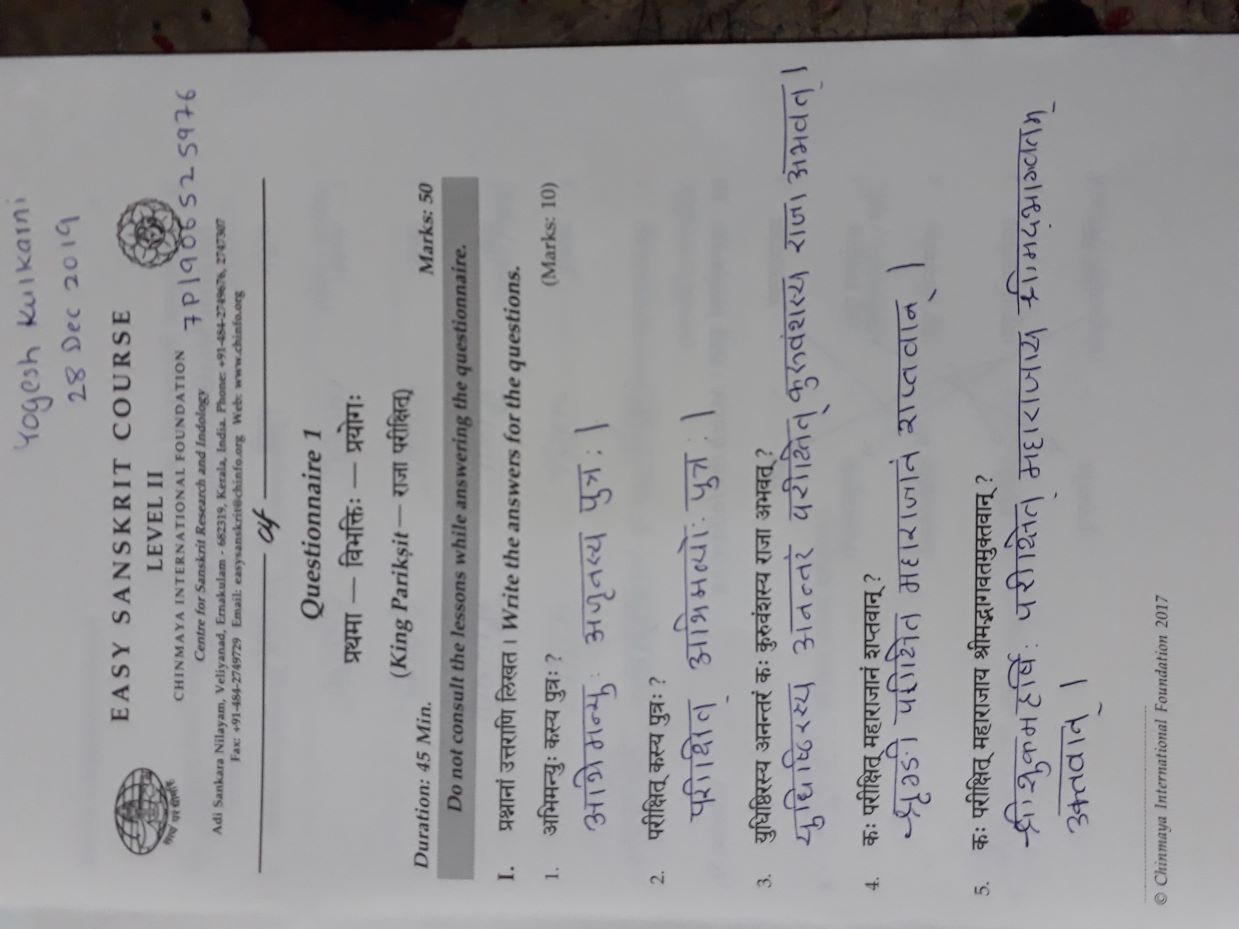 Yogesh Kulkarni
28 Dec 2019
EASY SANSKRIT COURSE
LEVEL II
CHINMAYA INTERNATIONAL FOUNDATION
7P1906525976
Centre for Sanskrit Research and Indology
Adi Sankara Nilayam, Veliyanad, Ernakulam - 682319, Kerala, India. Phone: +91-484-2749676, 2747307
Fax: +91-484-2749729 Email: easysanskrit@chinfo.org Web: www.chinfo.org
Questionnaire 1
प्रथमा — विभक्तिः — प्रयोगः
(King Parikṣit — राजा परीक्षित्)
Duration: 45 Min. Marks: 50
Do not consult the lessons while answering the questionnaire.
I. प्रश्नानां उत्तराणि लिखत । Write the answers for the questions.
1. अभिमन्युः कस्य पुत्रः ? (Marks: 10)
अभिमन्युः अर्जुनस्य पुत्रः ।
2. परीक्षित् कस्य पुत्रः ?
परीक्षित् अभिमन्योः पुत्रः ।
3. युधिष्ठिरस्य अनन्तरं कः कुरुवंशस्य राजा अभवत् ?
युधिष्ठिरस्य अनन्तरं परीक्षित् कुरुवंशस्य राजा अभवत् ।
4. कः परीक्षित् महाराजानं शप्तवान् ?
श्रृङ्गी परीक्षित महाराजानं शप्तवान् ।
5. कः परीक्षित् महाराजाय श्रीमद्भागवतमुक्तवान् ?
श्रीशुकमहर्षिः परीक्षित् महाराजाय श्रीमद्भागवतम्
उक्तवान् ।
© Chinmaya International Foundation 2017